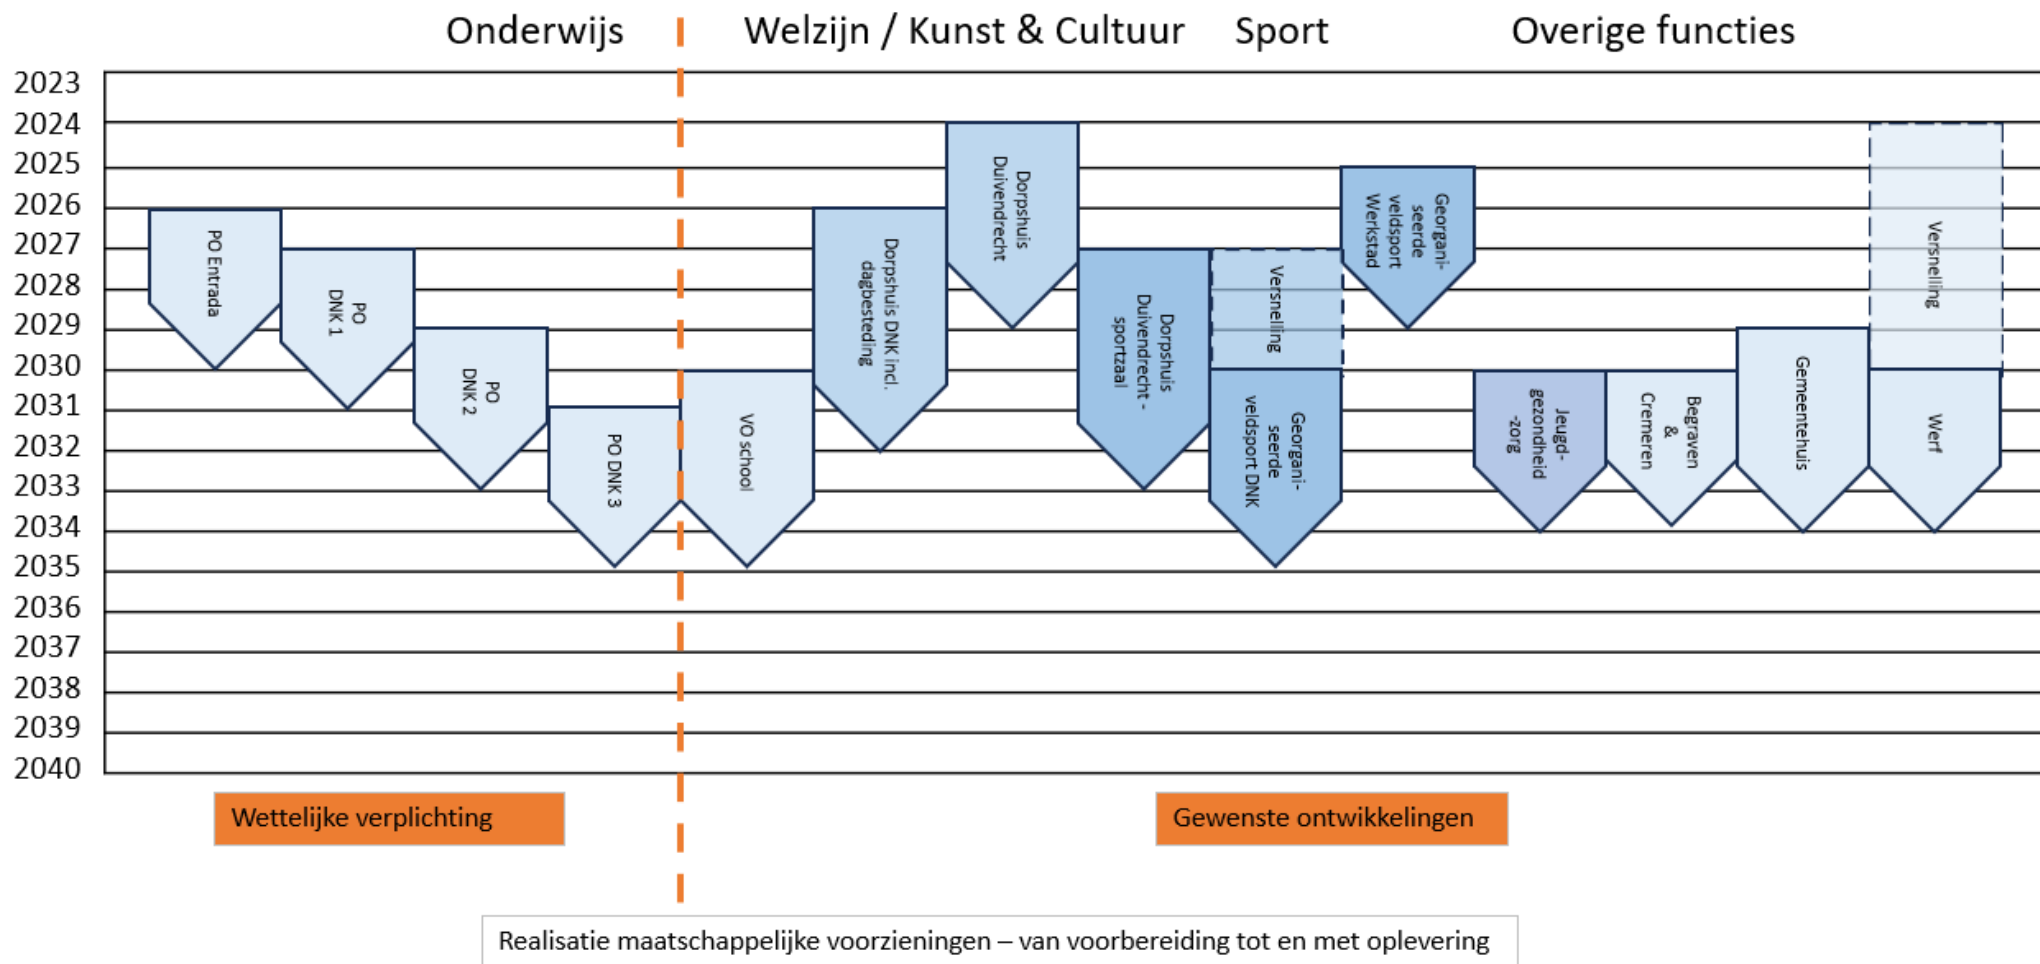 Onderwijs
Welzijn / Kunst & Cultuur
Sport
Overige functies
2023
2024
2025
2026
2027
2028
2029
2030
2031
2032
2033
2034
2035
2036
2037
2038
2039
2040
PO Entrada
PO
DNK 1
PO
DNK 2
PO DNK 3
VO school
Dorpshuis DNK incl.
dagbesteding
Dorpshuis
Duivendrecht
Dorpshuis
Duivendrecht -
sportzaal
Versnelling
Georgani-
seerde
veldsport DNK
Georgani-
seerde
veldsport
Werkstad
Jeugd-
gezondheid
-zorg
Begraven
&
Cremeren
Gemeentehuis
Versnelling
Werf
Wettelijke verplichting
Gewenste ontwikkelingen
Realisatie maatschappelijke voorzieningen – van voorbereiding tot en met oplevering